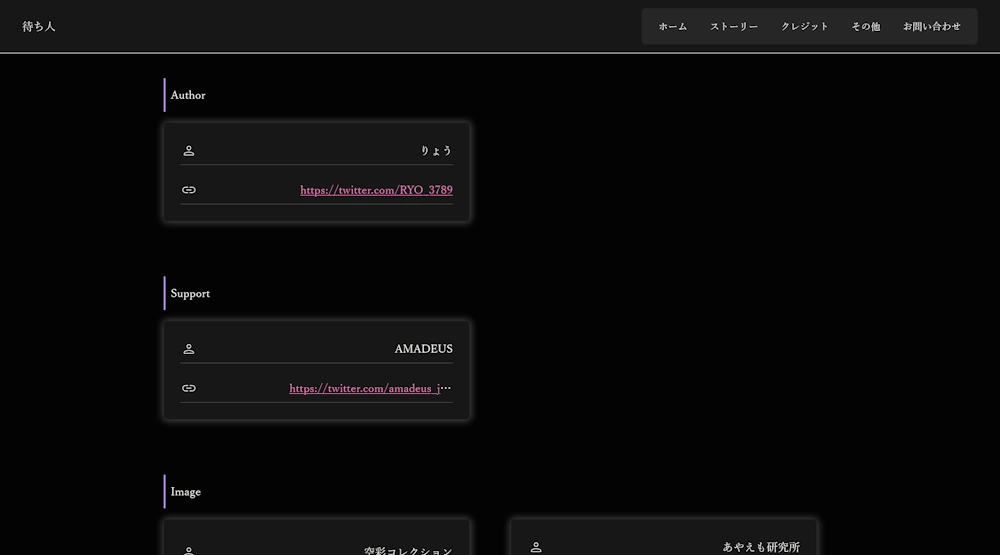 待ち人
ホーム ストーリー クレジット その他 お問い合わせ
Author
りょう
https://twitter.com/RYO_3789
Support
AMADEUS
https://twitter.com/amadeus_j…
Image
空彩コレクション
あやえも研究所